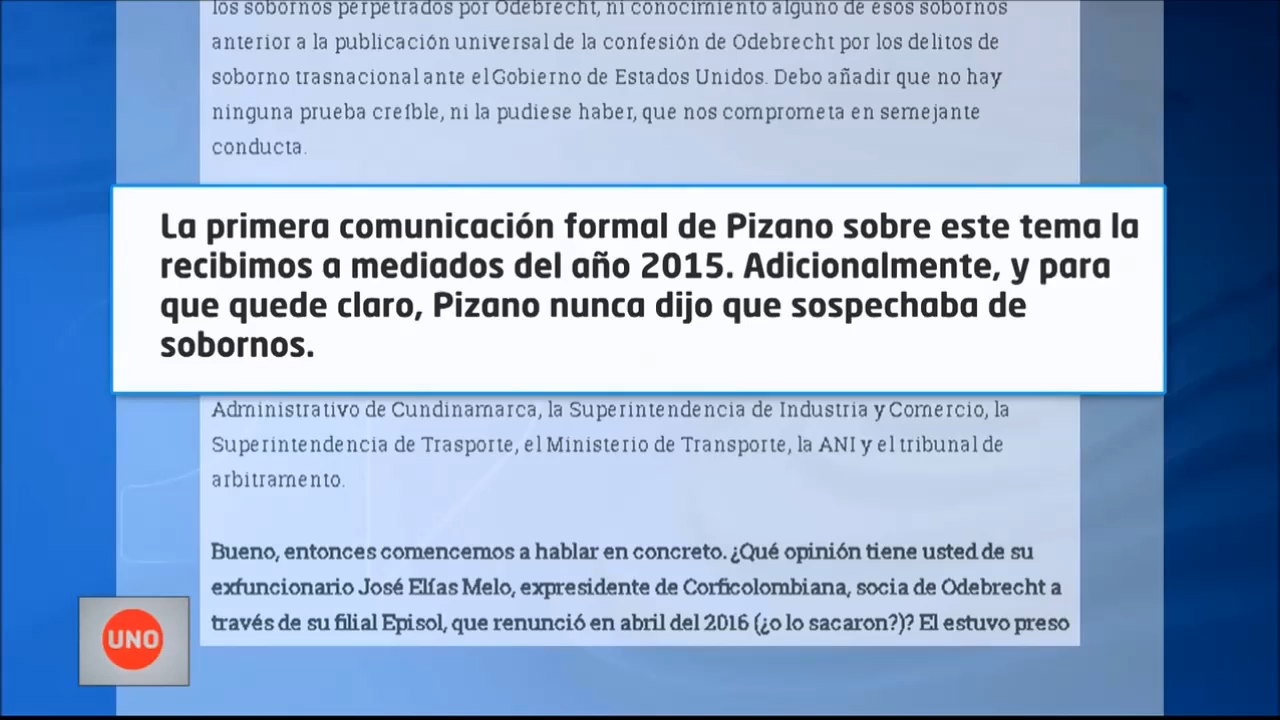 los sobornos perpetrados por Odebrecht, ni conocimiento alguno de esos sobornos
anterior a la publicación universal de la confesión de Odebrecht por los delitos de
soborno trasnacional ante el Gobierno de Estados Unidos. Debo añadir que no hay
ninguna prueba creíble, ni la pudiese haber, que nos comprometa en semejante
conducta.
La primera comunicación formal de Pizano sobre este tema la
recibimos a mediados del año 2015. Adicionalmente, y para
que quede claro, Pizano nunca dijo que sospechaba de
sobornos.
Administrativo de Cundinamarca, la Superintendencia de Industria y Comercio, la
Superintendencia de Trasporte, el Ministerio de Transporte, la ANI y el tribunal de
arbitramento.
Bueno, entonces comencemos a hablar en concreto. ¿Qué opinión tiene usted de su
exfuncionario José Elías Melo, expresidente de Corficolombiana, socia de Odebrecht a
través de su filial Episol, que renunció en abril del 2016 (¿o lo sacaron?)? El estuvo preso
UNO